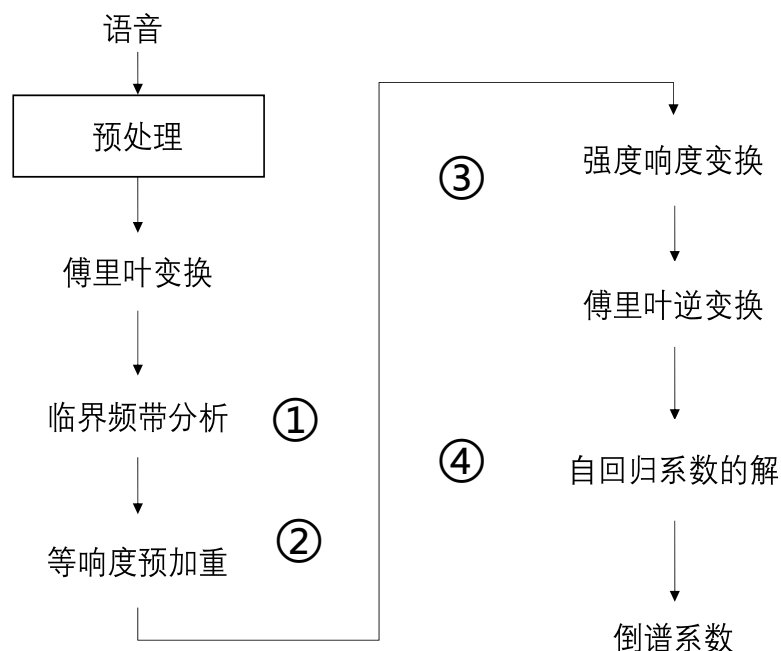 语音
预处理
傅里叶变换
临界频带分析
①
等响度预加重
②
③
强度响度变换
傅里叶逆变换
④
自回归系数的解
倒谱系数